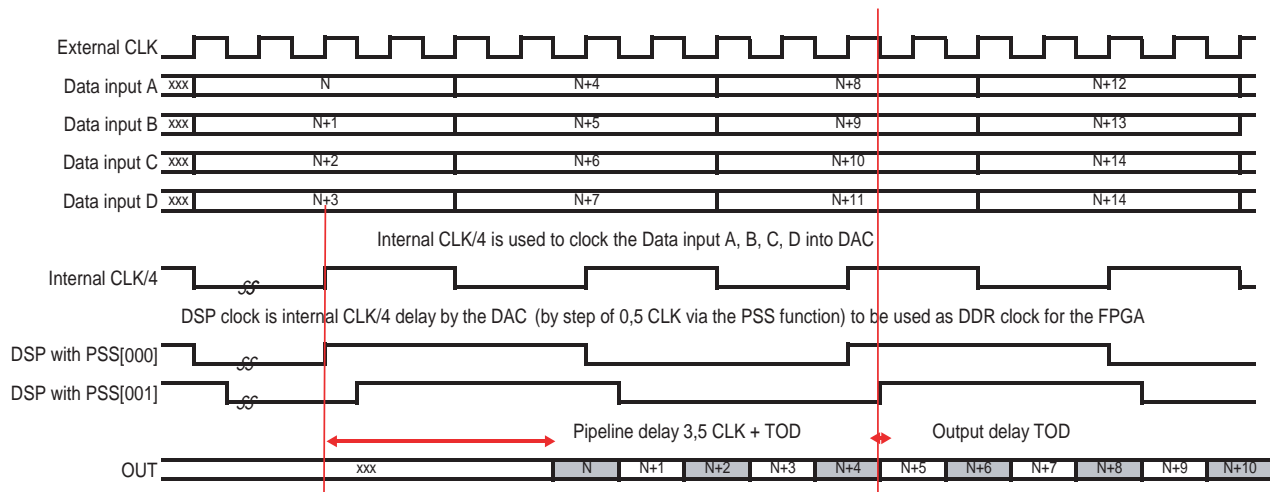 External CLK
Data input A xxx N N+4 N+8 N+12
Data input B xxx N+1 N+5 N+9 N+13
Data input C xxx N+2 N+6 N+10 N+14
Data input D xxx N+3 N+7 N+11 N+14
Internal CLK/4 is used to clock the Data input A, B, C, D into DAC
Internal CLK/4
DSP clock is internal CLK/4 delay by the DAC (by step of 0,5 CLK via the PSS function) to be used as DDR clock for the FPGA
DSP with PSS[000]
DSP with PSS[001]
Pipeline delay 3,5 CLK + TOD Output delay TOD
OUT xxx N N+1 N+2 N+3 N+4 N+5 N+6 N+7 N+8 N+9 N+10